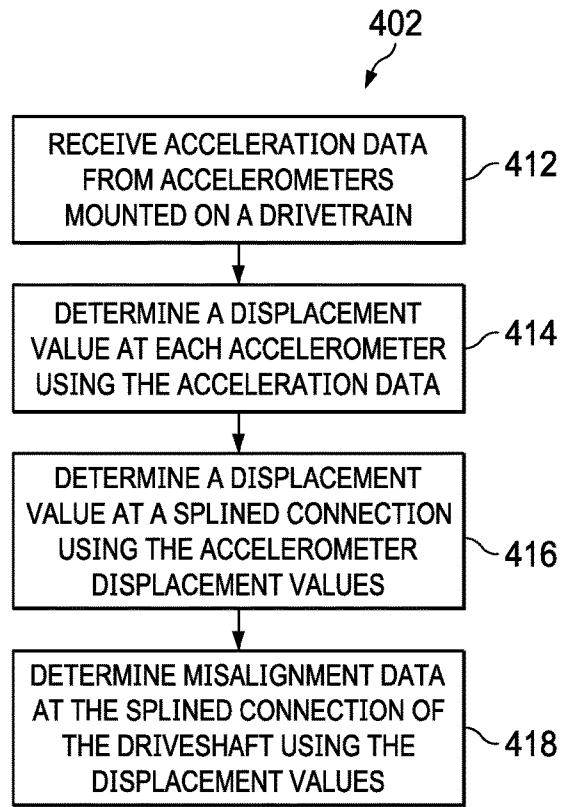 402
RECEIVE ACCELERATION DATA
FROM ACCELEROMETERS
MOUNTED ON A DRIVETRAIN
412
DETERMINE A DISPLACEMENT
VALUE AT EACH ACCELEROMETER
USING THE ACCELERATION DATA
414
DETERMINE A DISPLACEMENT
VALUE AT A SPLINED CONNECTION
USING THE ACCELEROMETER
DISPLACEMENT VALUES
416
DETERMINE MISALIGNMENT DATA
AT THE SPLINED CONNECTION OF
THE DRIVESHAFT USING THE
DISPLACEMENT VALUES
418